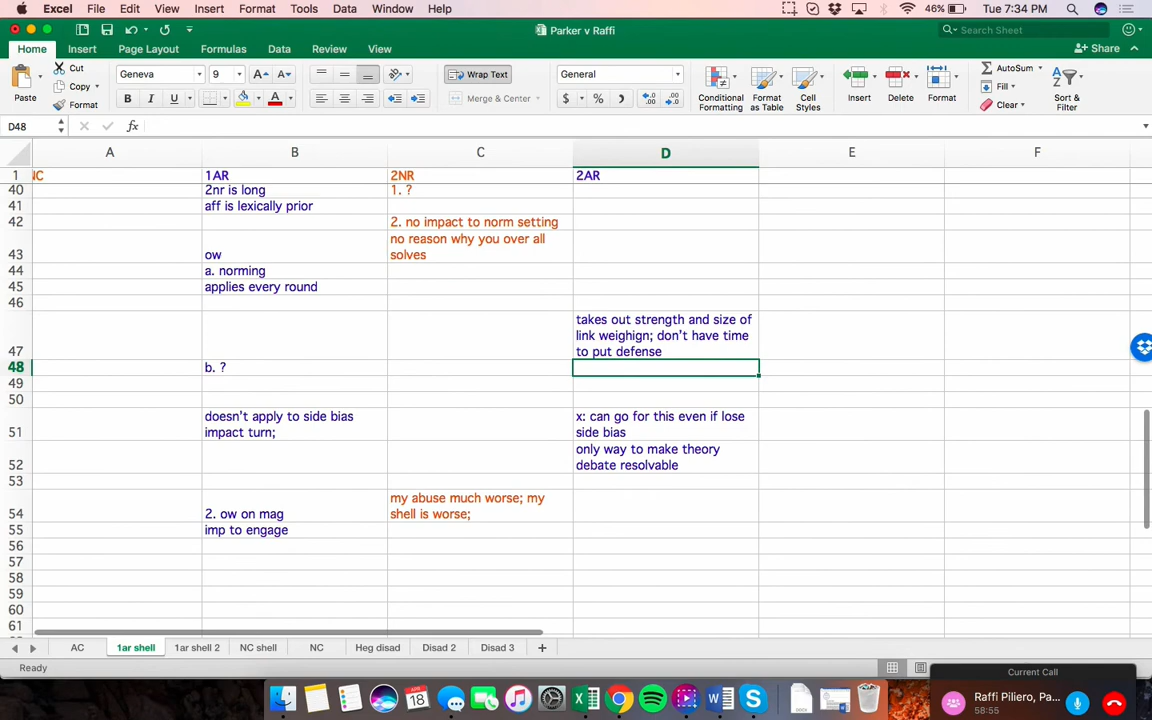 Excel File Edit View Insert Format Tools Data Window Help 46% Tue 7:34 PM
Parker v Raffi Search Sheet
Home Insert Page Layout Formulas Data Review View Share
Paste Cut Copy Format
Geneva 9 A A Wrap Text General Conditional Formatting Format as Table Cell Styles Insert Delete Format AutoSum Fill Clear Sort & Filter
B I U A Merge & Center $ % .00 .0
D48 fx
A B C D E F
1 NC 1AR 2NR 2AR
40 2nr is long 1. ?
41 aff is lexically prior
42 2. no impact to norm setting
no reason why you over all
43 ow solves
44 a. norming
45 applies every round
46
takes out strength and size of
link weighign; don't have time
47 to put defense
48 b. ?
49
50
doesn't apply to side bias x: can go for this even if lose
51 impact turn; side bias
only way to make theory
52 debate resolvable
53
my abuse much worse; my
54 2. ow on mag shell is worse;
55 imp to engage
56
57
58
59
60
61
AC 1ar shell 1ar shell 2 NC shell NC Heg disad Disad 2 Disad 3 +
Ready
Current Call
Raffi Piliero, Pa...
58:55
APR
18